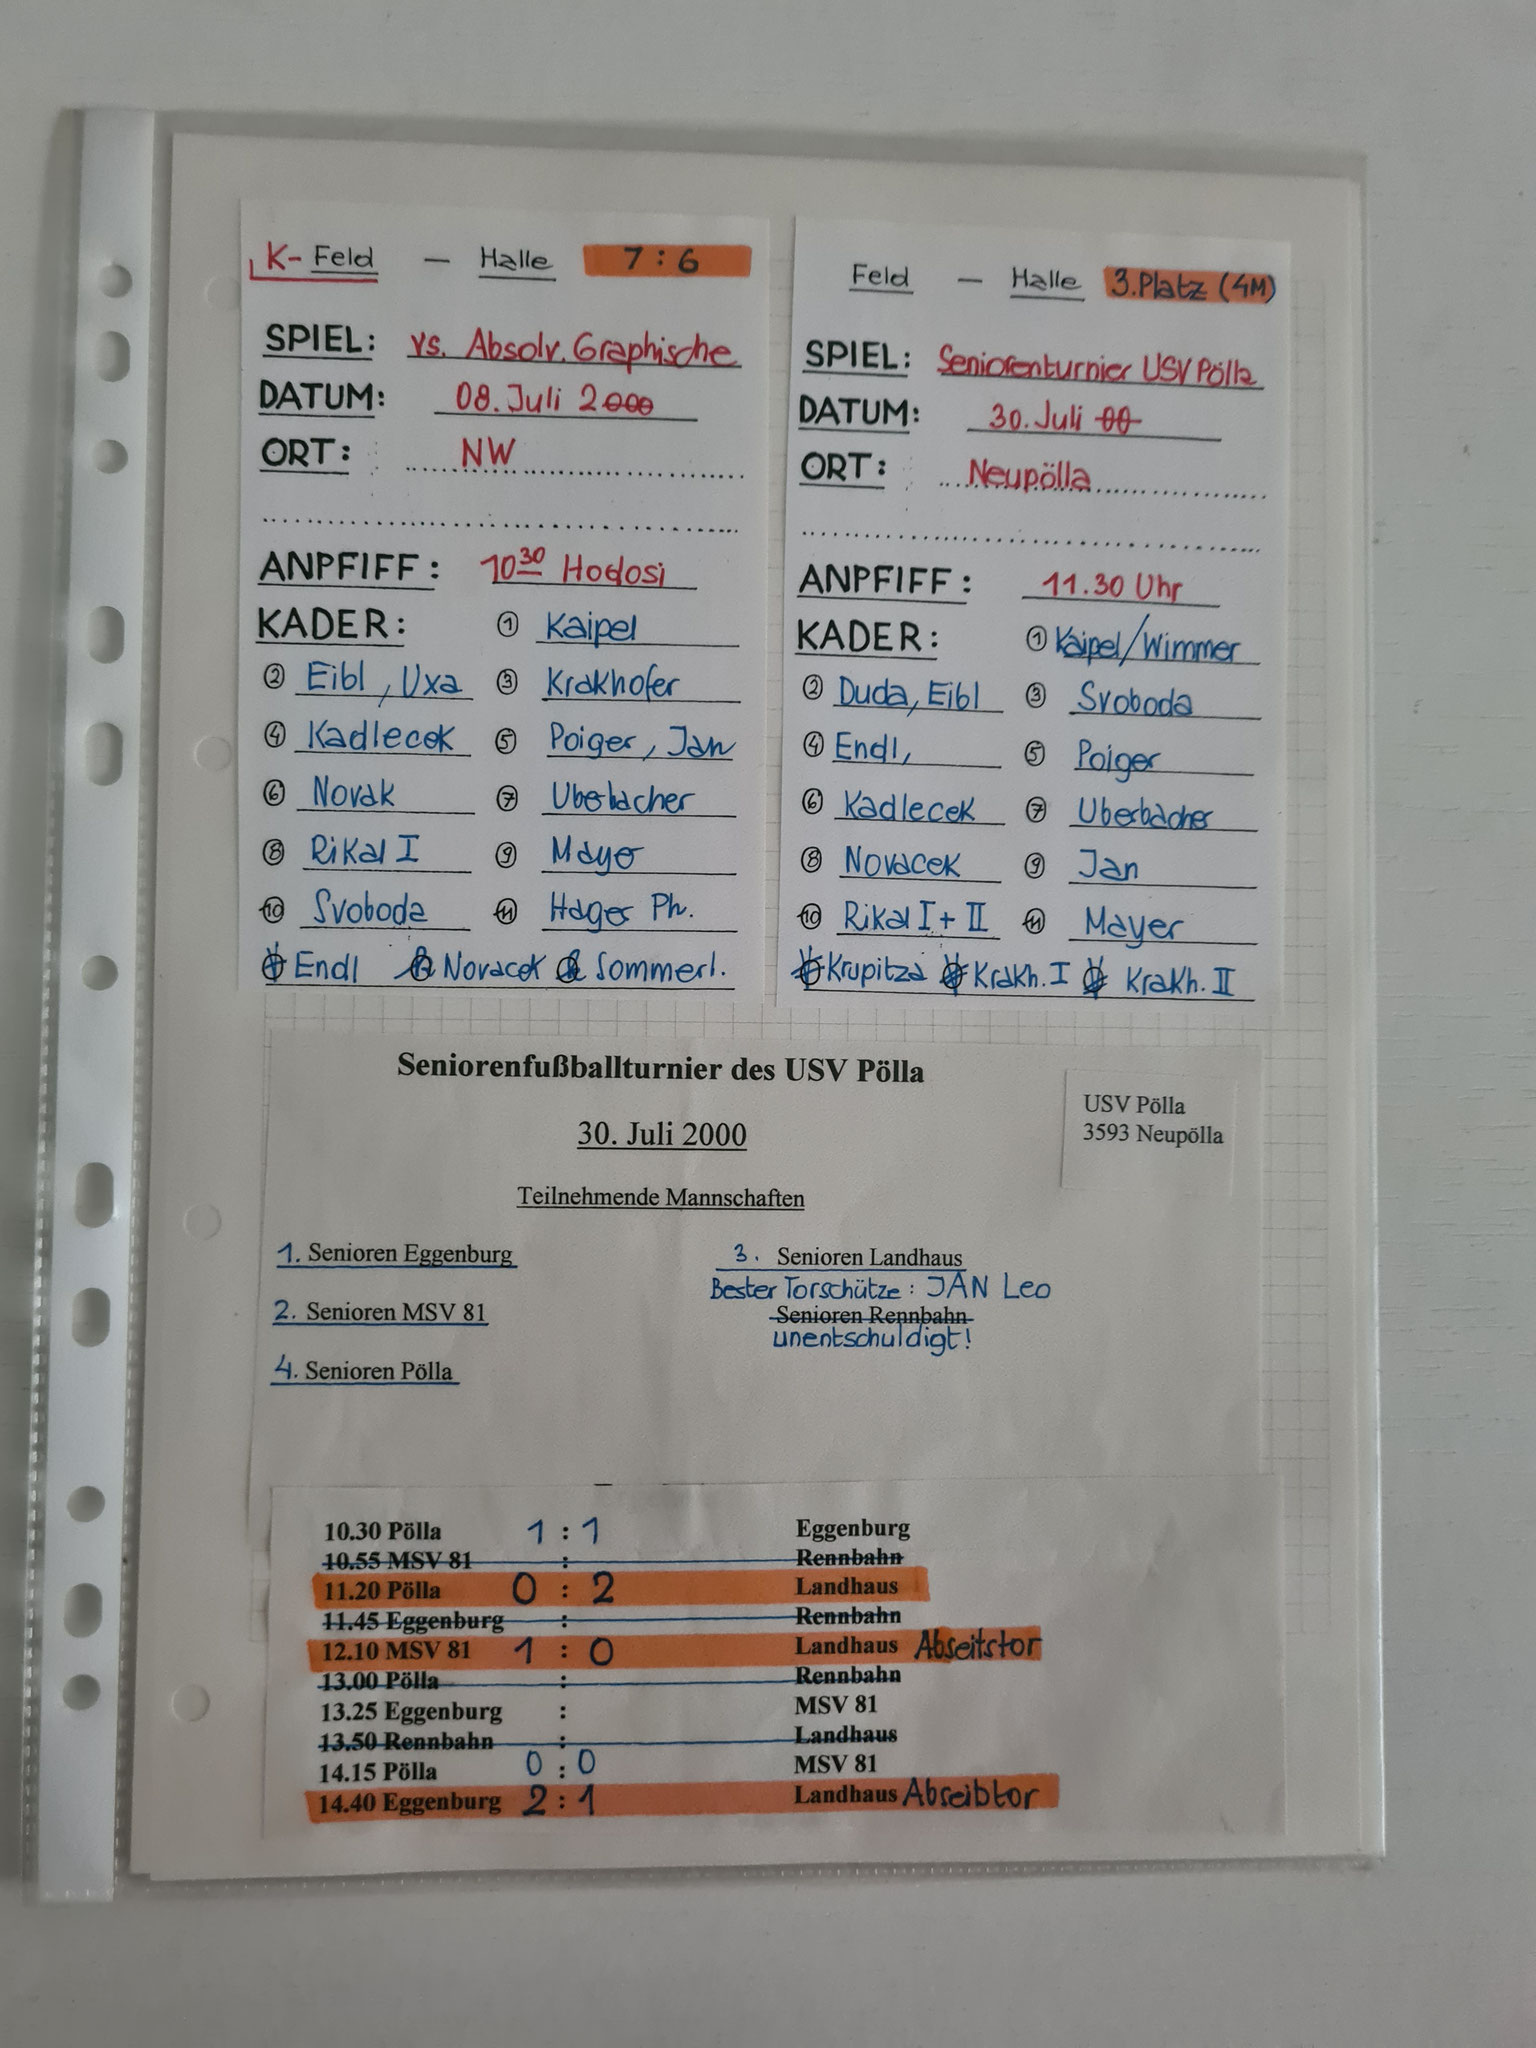 K- Feld — Halle 7 : 6
SPIEL: vs. Absolv. Graphische
DATUM: 08. Juli 2000
ORT: NW
ANPFIFF: 10³⁰ Hodosi
KADER: ① Kaipel
② Eibl, Uxa ③ Krakhofer
④ Kadlecek ⑤ Poiger, Jan
⑥ Novak ⑦ Uberbacher
⑧ Rikal I ⑨ Mayer
⑩ Svoboda ⑪ Hager Ph.
Endl Novacek Sommerl.
Feld — Halle 3. Platz (4M)
SPIEL: Seniorenturnier USV Pölla
DATUM: 30. Juli 00
ORT: Neupölla
ANPFIFF: 11.30 Uhr
KADER: ① Kaipel/Wimmer
② Duda, Eibl ③ Svoboda
④ Endl, ⑤ Poiger
⑥ Kadlecek ⑦ Uberbacher
⑧ Novacek ⑨ Jan
⑩ Rikal I + II ⑪ Mayer
Krupitza Krakh. I Krakh. II
Seniorenfußballturnier des USV Pölla
USV Pölla
3593 Neupölla
30. Juli 2000
Teilnehmende Mannschaften
1. Senioren Eggenburg 3. Senioren Landhaus
Bester Torschütze: JAN Leo
2. Senioren MSV 81 Senioren Rennbahn
unentschuldigt!
4. Senioren Pölla
10.30 Pölla 1 : 1 Eggenburg
10.55 MSV 81 : Rennbahn
11.20 Pölla 0 : 2 Landhaus
11.45 Eggenburg : Rennbahn
12.10 MSV 81 1 : 0 Landhaus Abseitstor
13.00 Pölla : Rennbahn
13.25 Eggenburg : MSV 81
13.50 Rennbahn : Landhaus
14.15 Pölla 0 : 0 MSV 81
14.40 Eggenburg 2 : 1 Landhaus Abseibtor